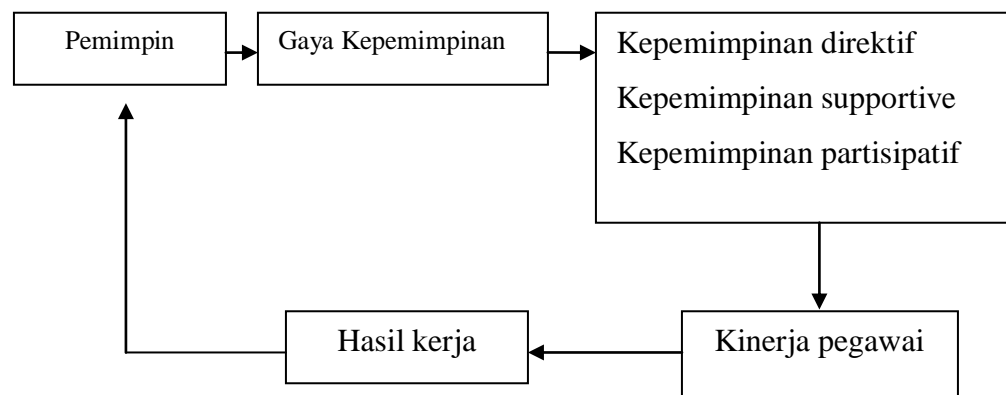 Pemimpin
Gaya Kepemimpinan
Kepemimpinan direktif
Kepemimpinan supportive
Kepemimpinan partisipatif
Hasil kerja
Kinerja pegawai